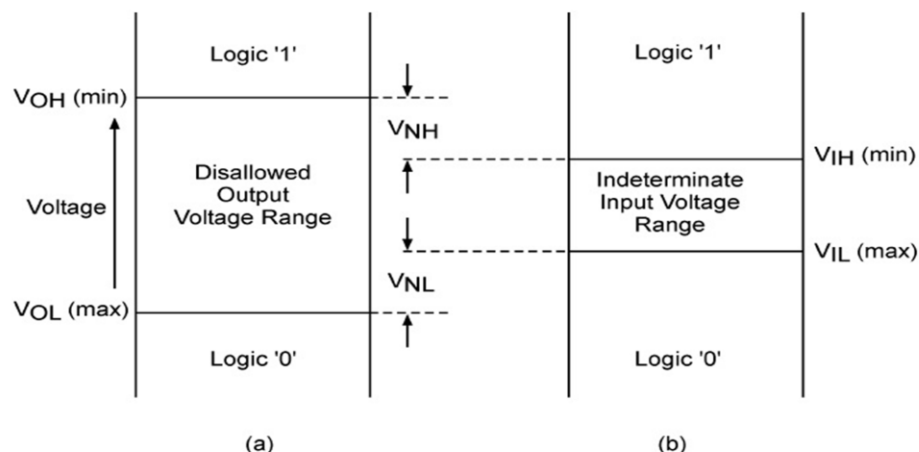 Logic '1'
Logic '1'
VOH (min)
VNH
VIH (min)
Disallowed
Output
Voltage Range
Indeterminate
Input Voltage
Range
Voltage
VIL (max)
VNL
VOL (max)
Logic '0'
Logic '0'
(a)
(b)